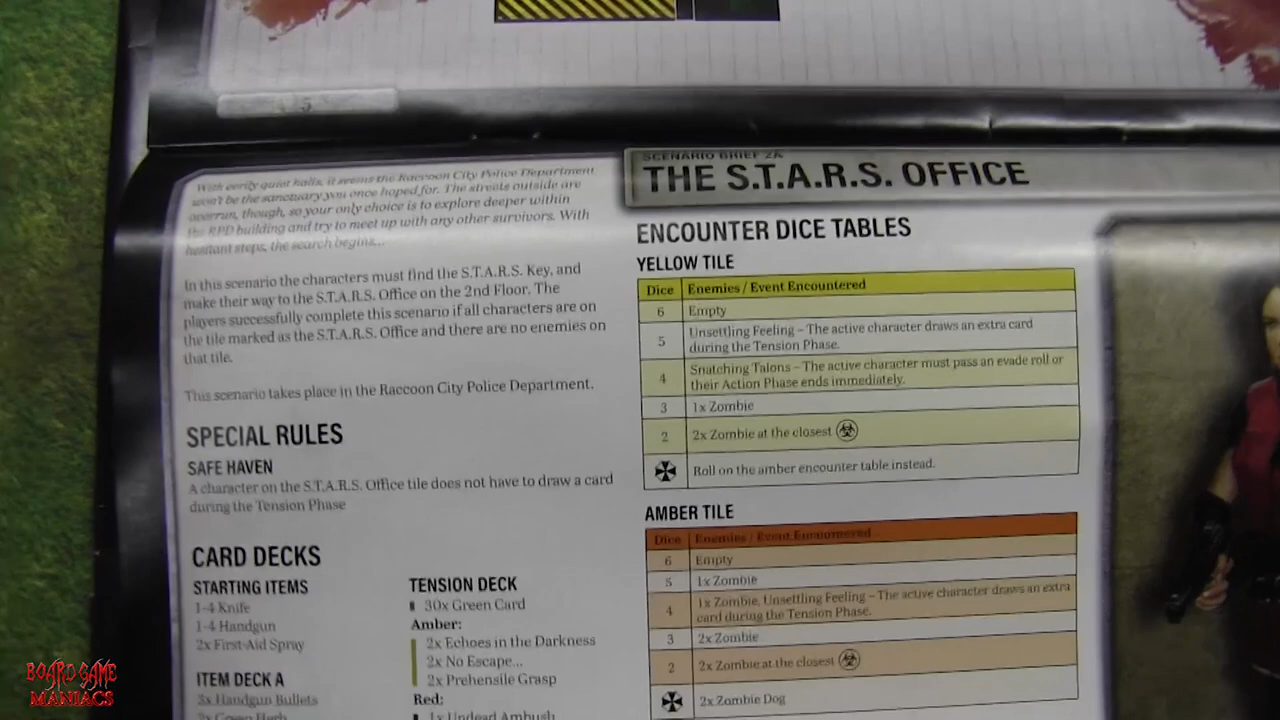 5
With eerily quiet halls, it seems the Raccoon City Police Department
won't be the sanctuary you once hoped for. The streets outside are
overrun, though, so your only choice is to explore deeper within
the RPD building and try to meet up with any other survivors. With
hesitant steps, the search begins...
In this scenario the characters must find the S.T.A.R.S. Key, and
make their way to the S.T.A.R.S. Office on the 2nd Floor. The
players successfully complete this scenario if all characters are on
the tile marked as the S.T.A.R.S. Office and there are no enemies on
that tile.
This scenario takes place in the Raccoon City Police Department.
SPECIAL RULES
SAFE HAVEN
A character on the S.T.A.R.S. Office tile does not have to draw a card
during the Tension Phase
CARD DECKS
STARTING ITEMS
1-4 Knife
1-4 Handgun
2x First-Aid Spray
ITEM DECK A
3x Handgun Bullets
2x Green Herb
TENSION DECK
30x Green Card
Amber:
2x Echoes in the Darkness
2x No Escape...
2x Prehensile Grasp
Red:
1x Undead Ambush
SCENARIO BRIEF 2A
THE S.T.A.R.S. OFFICE
ENCOUNTER DICE TABLES
YELLOW TILE
Dice Enemies / Event Encountered
6 Empty
5 Unsettling Feeling – The active character draws an extra card
during the Tension Phase.
4 Snatching Talons – The active character must pass an evade roll or
their Action Phase ends immediately.
3 1x Zombie
2 2x Zombie at the closest
Roll on the amber encounter table instead.
AMBER TILE
Dice Enemies / Event Encountered
6 Empty
5 1x Zombie
4 1x Zombie, Unsettling Feeling – The active character draws an extra
card during the Tension Phase.
3 2x Zombie
2 2x Zombie at the closest
2x Zombie Dog
BOARD GAME
MANIACS